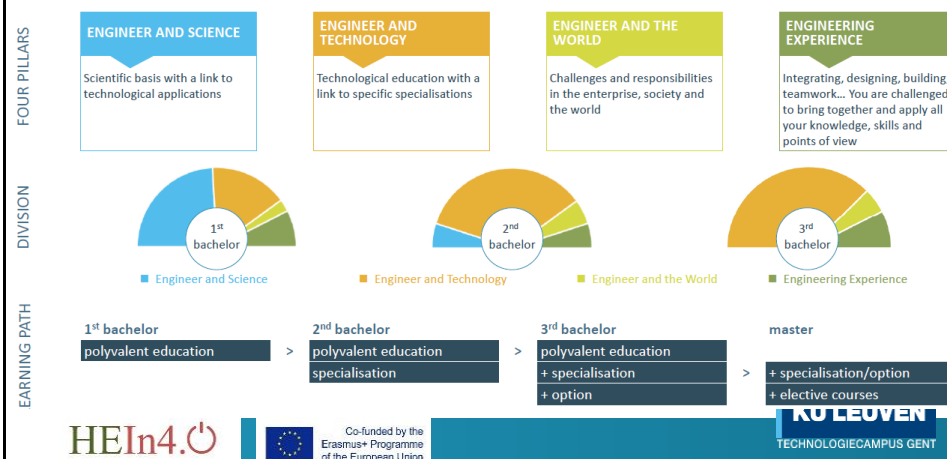 FOUR PILLARS
ENGINEER AND SCIENCE
Scientific basis with a link to
technological applications
ENGINEER AND
TECHNOLOGY
Technological education with a
link to specific specialisations
ENGINEER AND THE
WORLD
Challenges and responsibilities
in the enterprise, society and
the world
ENGINEERING
EXPERIENCE
Integrating, designing, building,
teamwork... You are challenged
to bring together and apply all
your knowledge, skills and
points of view
DIVISION
1st
bachelor
2nd
bachelor
3rd
bachelor
Engineer and Science
Engineer and Technology
Engineer and the World
Engineering Experience
EARNING PATH
1st bachelor
polyvalent education
>
2nd bachelor
polyvalent education
specialisation
>
3rd bachelor
polyvalent education
+ specialisation
+ option
>
master
+ specialisation/option
+ elective courses
HEIn4.0
Co-funded by the
Erasmus+ Programme
of the European Union
KU LEUVEN
TECHNOLOGIECAMPUS GENT